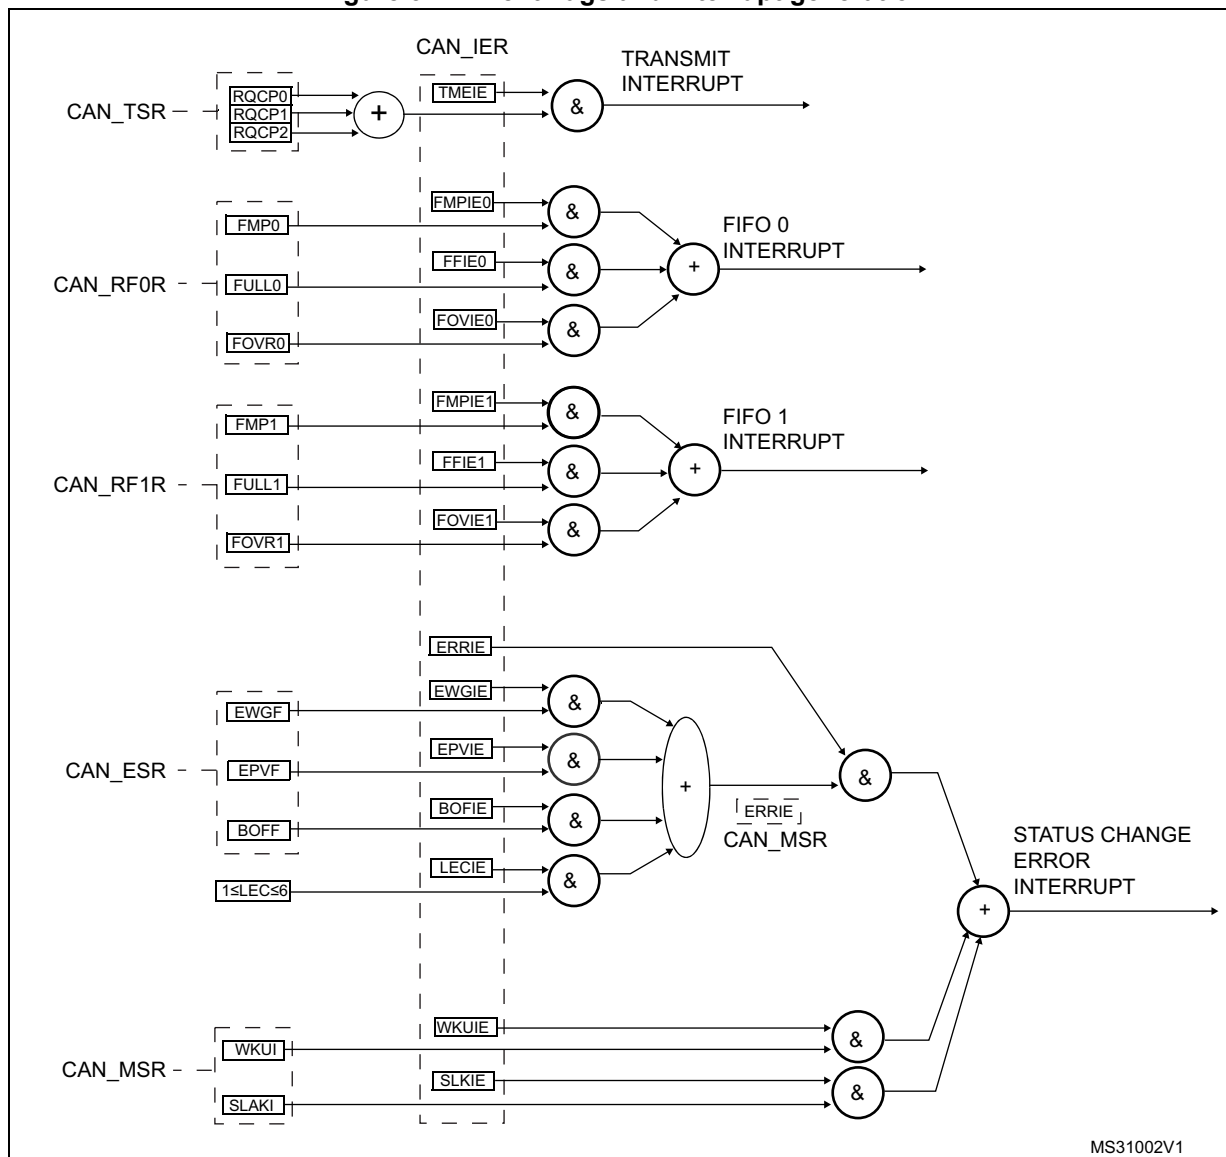 CAN_IER
TRANSMIT
INTERRUPT
CAN_TSR
RQCP0
RQCP1
RQCP2
+
TMEIE
&
CAN_RF0R
FMP0
FULL0
FOVR0
FMPIE0
FFIE0
FOVIE0
&
&
&
+
FIFO 0
INTERRUPT
CAN_RF1R
FMP1
FULL1
FOVR1
FMPIE1
FFIE1
FOVIE1
&
&
&
+
FIFO 1
INTERRUPT
ERRIE
CAN_ESR
EWGF
EPVF
BOFF
1≤LEC≤6
EWGIE
EPVIE
BOFIE
LECIE
&
&
&
&
+
ERRIE
CAN_MSR
&
STATUS CHANGE
ERROR
INTERRUPT
+
CAN_MSR
WKUI
SLAKI
WKUIE
SLKIE
&
&
MS31002V1